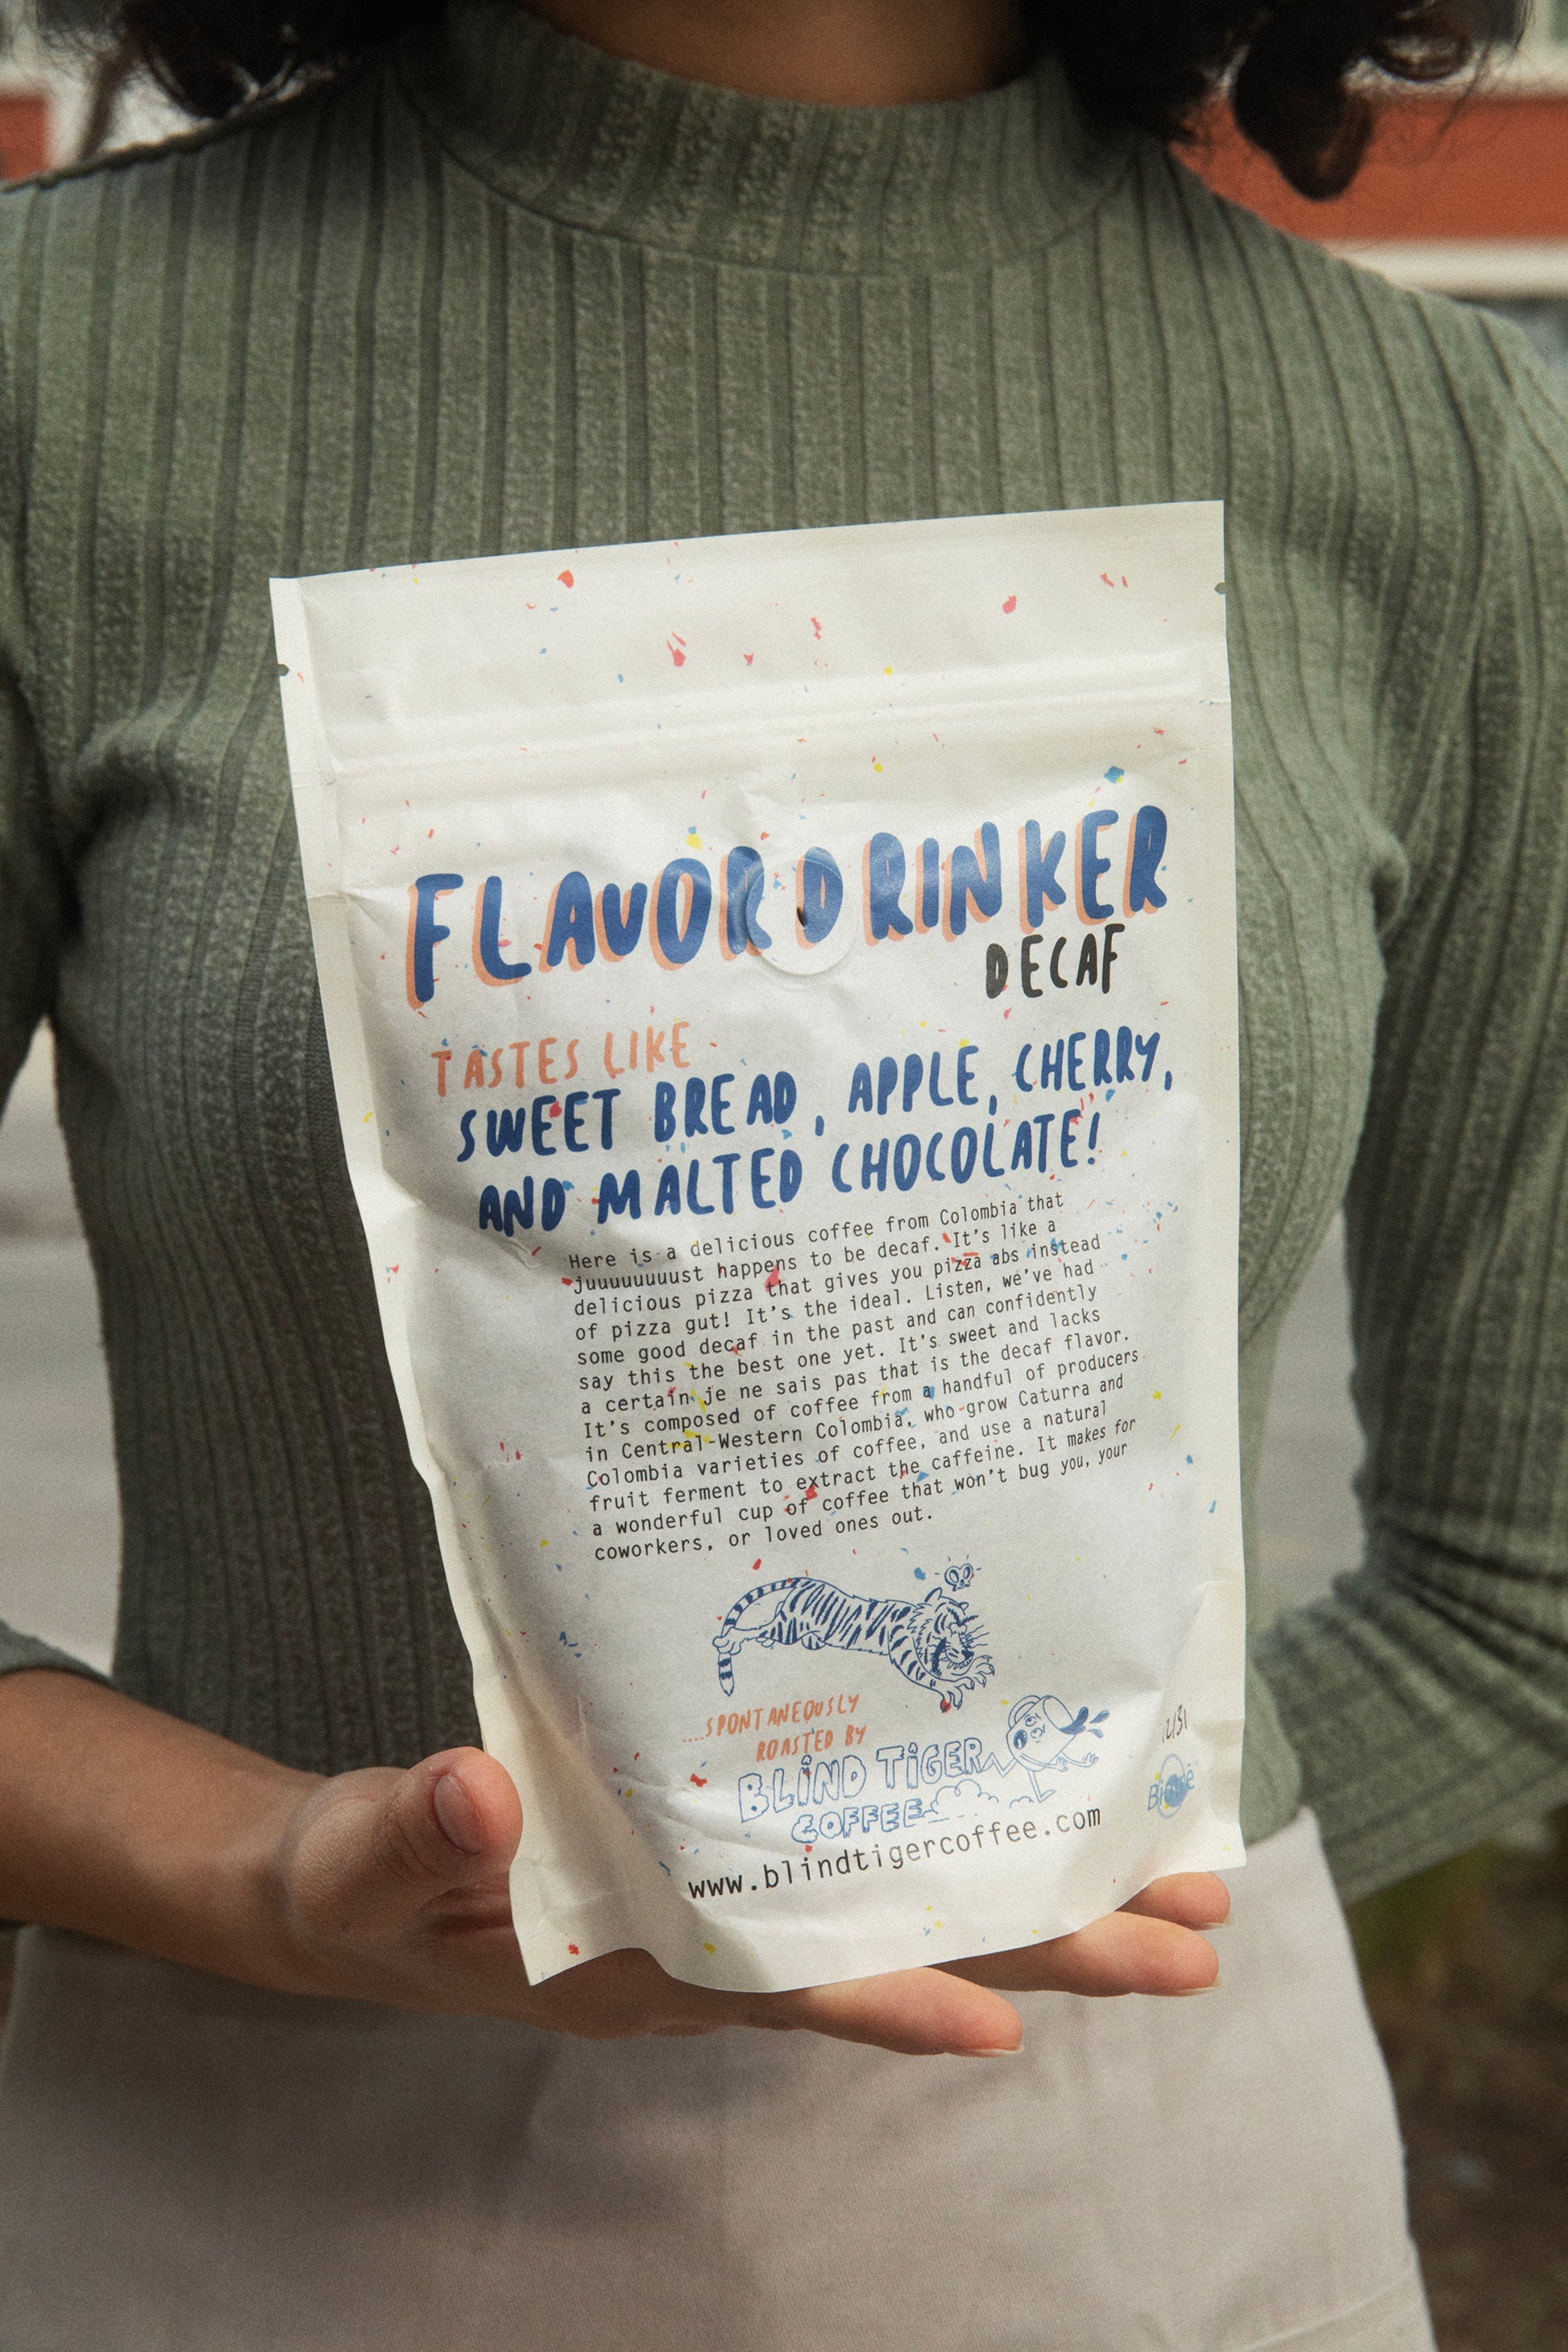 FLAVOR DRINKER
DECAF
TASTES LIKE
SWEET BREAD, APPLE, CHERRY,
AND MALTED CHOCOLATE!
Here is a delicious coffee from Colombia that
juuuuuuuust happens to be decaf. It's like a
delicious pizza that gives you pizza abs instead
of pizza gut! It's the ideal. Listen, we've had
some good decaf in the past and can confidently
say this the best one yet. It's sweet and lacks
a certain je ne sais pas that is the decaf flavor.
It's composed of coffee from a handful of producers
in Central-Western Colombia, who grow Caturra and
Colombia varieties of coffee, and use a natural
fruit ferment to extract the caffeine. It makes for
a wonderful cup of coffee that won't bug you, your
coworkers, or loved ones out.
....SPONTANEOUSLY
ROASTED BY
BLIND TIGER
COFFEE
12/31
Biotrē
www.blindtigercoffee.com